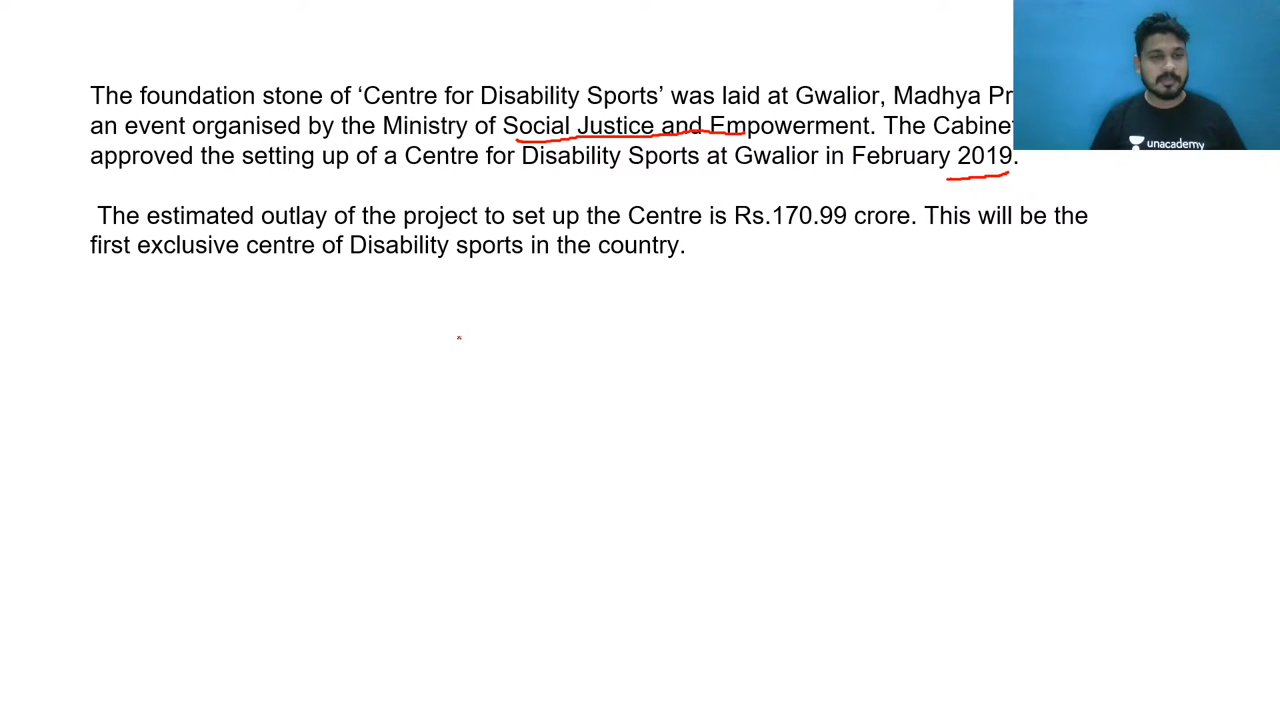 The foundation stone of ‘Centre for Disability Sports’ was laid at Gwalior, Madhya
an event organised by the Ministry of Social Justice and Empowerment. The Cabinet
approved the setting up of a Centre for Disability Sports at Gwalior in February 2019.
The estimated outlay of the project to set up the Centre is Rs.170.99 crore. This will be the
first exclusive centre of Disability sports in the country.
unacademy